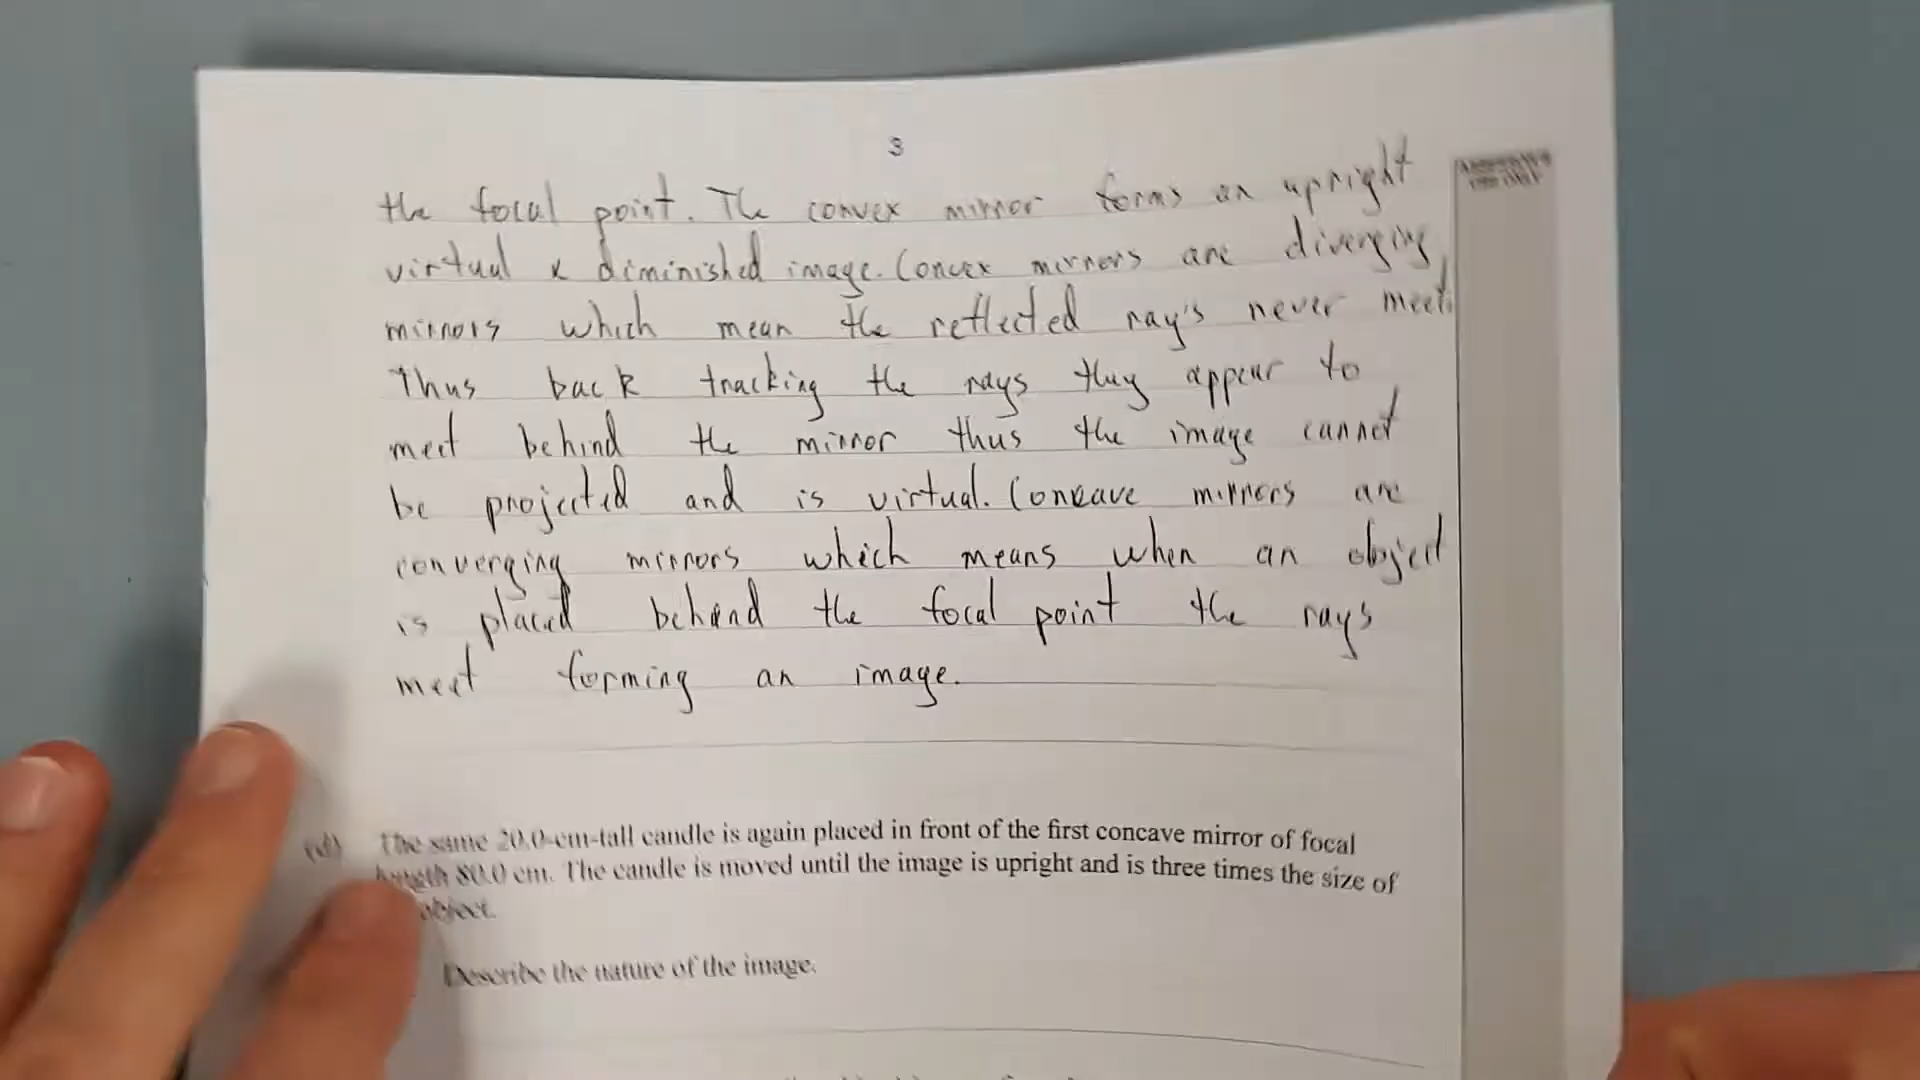 3
the focal point. The convex mirror forms an upright
virtual & diminished image. Convex mirrors are diverging
mirrors which mean the reflected ray's never meet.
Thus back tracking the rays they appear to
meet behind the mirror thus the image cannot
be projected and is virtual. Concave mirrors are
converging mirrors which means when an object
is placed behind the focal point the rays
meet forming an image.
(d) The same 20.0-cm-tall candle is again placed in front of the first concave mirror of focal
length 80.0 cm. The candle is moved until the image is upright and is three times the size of
object.
Describe the nature of the image.